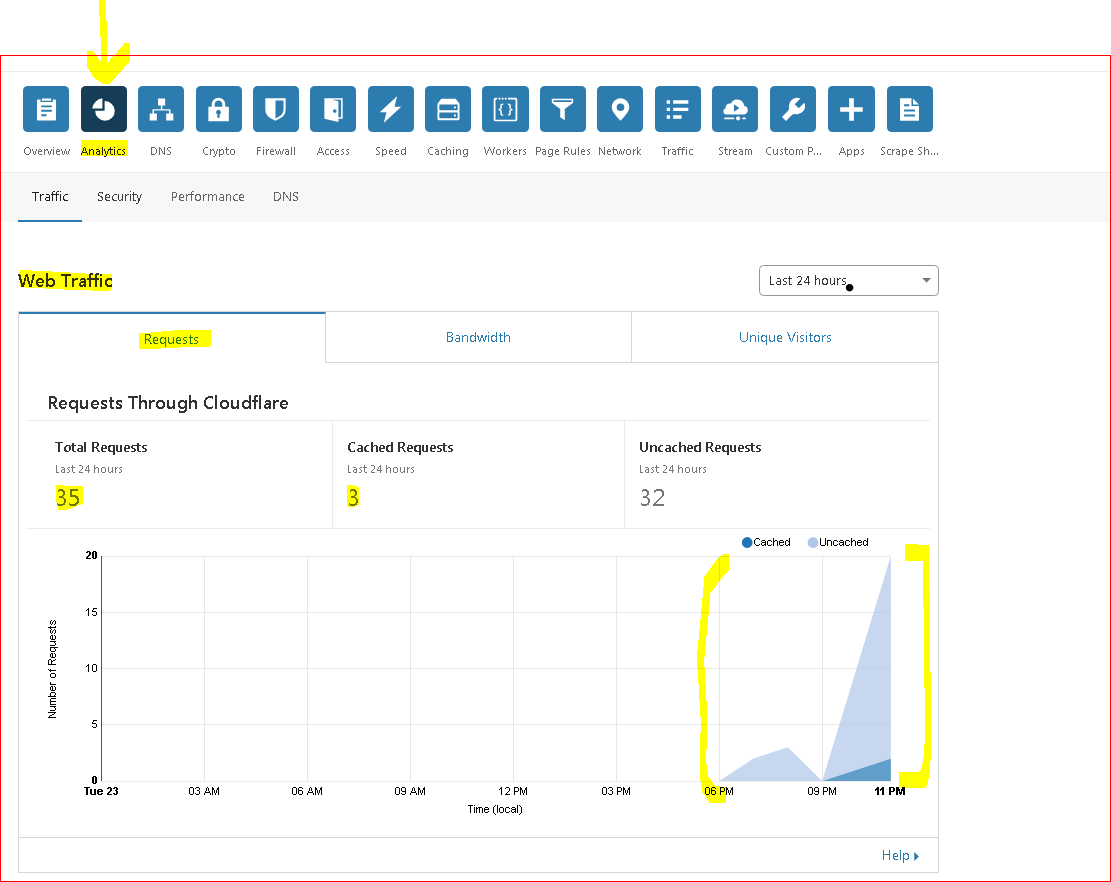 Overview Analytics DNS Crypto Firewall Access Speed Caching Workers Page Rules Network Traffic Stream Custom P... Apps Scrape Sh...
Traffic Security Performance DNS
Web Traffic
Last 24 hours
Requests Bandwidth Unique Visitors
Requests Through Cloudflare
Total Requests Cached Requests Uncached Requests
Last 24 hours Last 24 hours Last 24 hours
35 3 32
Cached Uncached
20
15
10
5
0
Number of Requests
Tue 23 03 AM 06 AM 09 AM 12 PM 03 PM 06 PM 09 PM 11 PM
Time (local)
Help